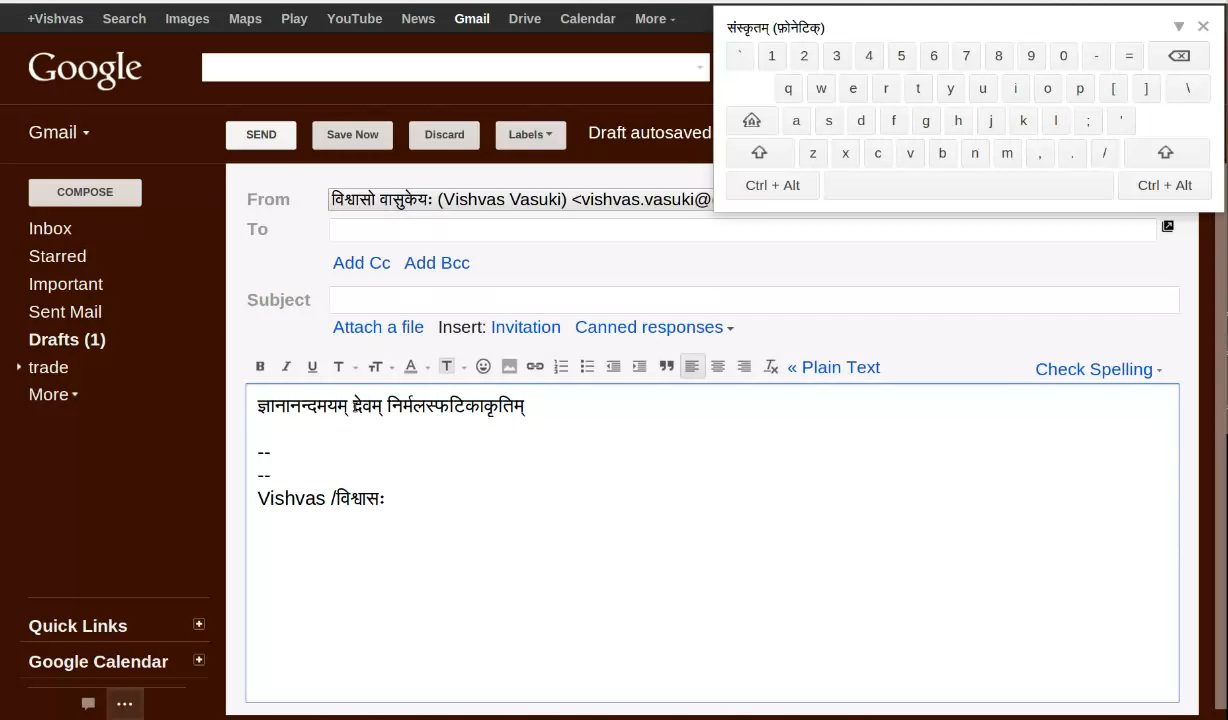 +Vishvas Search Images Maps Play YouTube News Gmail Drive Calendar More
संस्कृतम् (फ़ोनेटिक्)
` 1 2 3 4 5 6 7 8 9 0 - =
q w e r t y u i o p [ ] \
a s d f g h j k l ; '
z x c v b n m , . /
Ctrl + Alt Ctrl + Alt
Google
Gmail
SEND Save Now Discard Labels Draft autosaved
COMPOSE
Inbox
Starred
Important
Sent Mail
Drafts (1)
trade
More
From विश्वासो वासुकेयः (Vishvas Vasuki) <vishvas.vasuki@
To
Add Cc Add Bcc
Subject
Attach a file Insert: Invitation Canned responses
B I U T T A T « Plain Text Check Spelling
ज्ञानानन्दमयम् देवम् निर्मलस्फटिकाकृतिम्
--
--
Vishvas /विश्वासः
Quick Links
Google Calendar